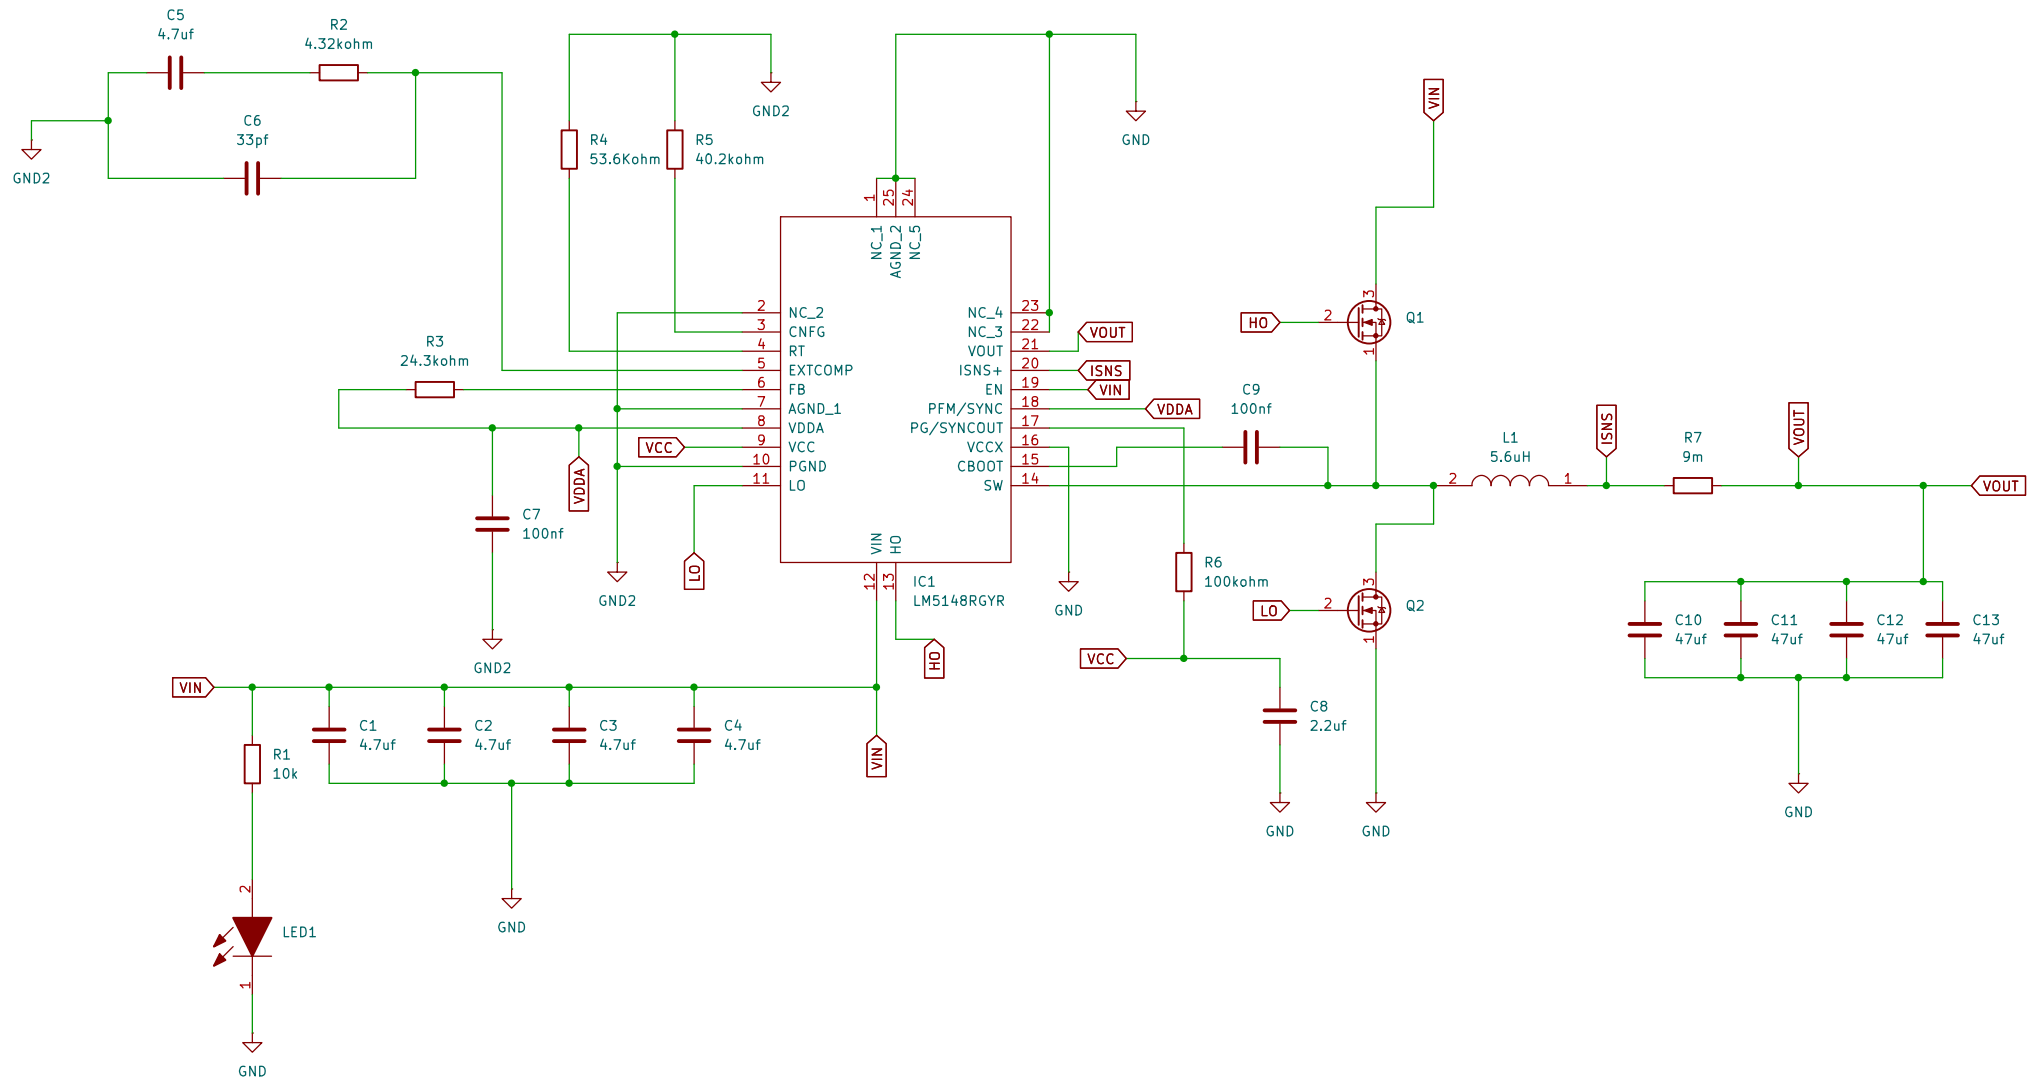 C5
4.7uf
R2
4.32kohm
C6
33pf
GND2
R4
53.6Kohm
R5
40.2kohm
GND2
GND
VIN
1
25
24
NC_1
AGND_2
NC_5
2 NC_2
3 CNFG
4 RT
5 EXTCOMP
6 FB
7 AGND_1
8 VDDA
9 VCC
10 PGND
11 LO
NC_4 23
NC_3 22
VOUT 21
ISNS+ 20
EN 19
PFM/SYNC 18
PG/SYNCOUT 17
VCCX 16
CBOOT 15
SW 14
VIN
HO
12
13
IC1
LM5148RGYR
R3
24.3kohm
VCC
VDDA
C7
100nf
GND2
GND2
LO
HO
VOUT
ISNS
VIN
VDDA
C9
100nf
GND
R6
100kohm
VCC
C8
2.2uf
GND
HO
2
3
1
Q1
LO
2
3
1
Q2
GND
L1
5.6uH
2
1
ISNS
R7
9m
VOUT
VOUT
C10
47uf
C11
47uf
C12
47uf
C13
47uf
GND
VIN
C1
4.7uf
C2
4.7uf
C3
4.7uf
C4
4.7uf
VIN
R1
10k
GND
2
LED1
1
GND